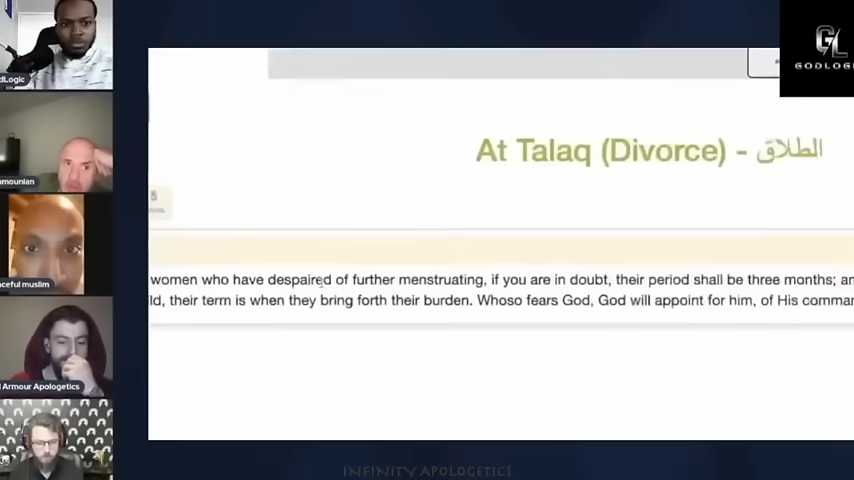 GL
GODLOGIC
dLogic
At Talaq (Divorce) - الطلاق
amounian
women who have despaired of further menstruating, if you are in doubt, their period shall be three months; an
ld, their term is when they bring forth their burden. Whoso fears God, God will appoint for him, of His comman
ceful muslim
Armour Apologetics
INFINITY APOLOGETICS